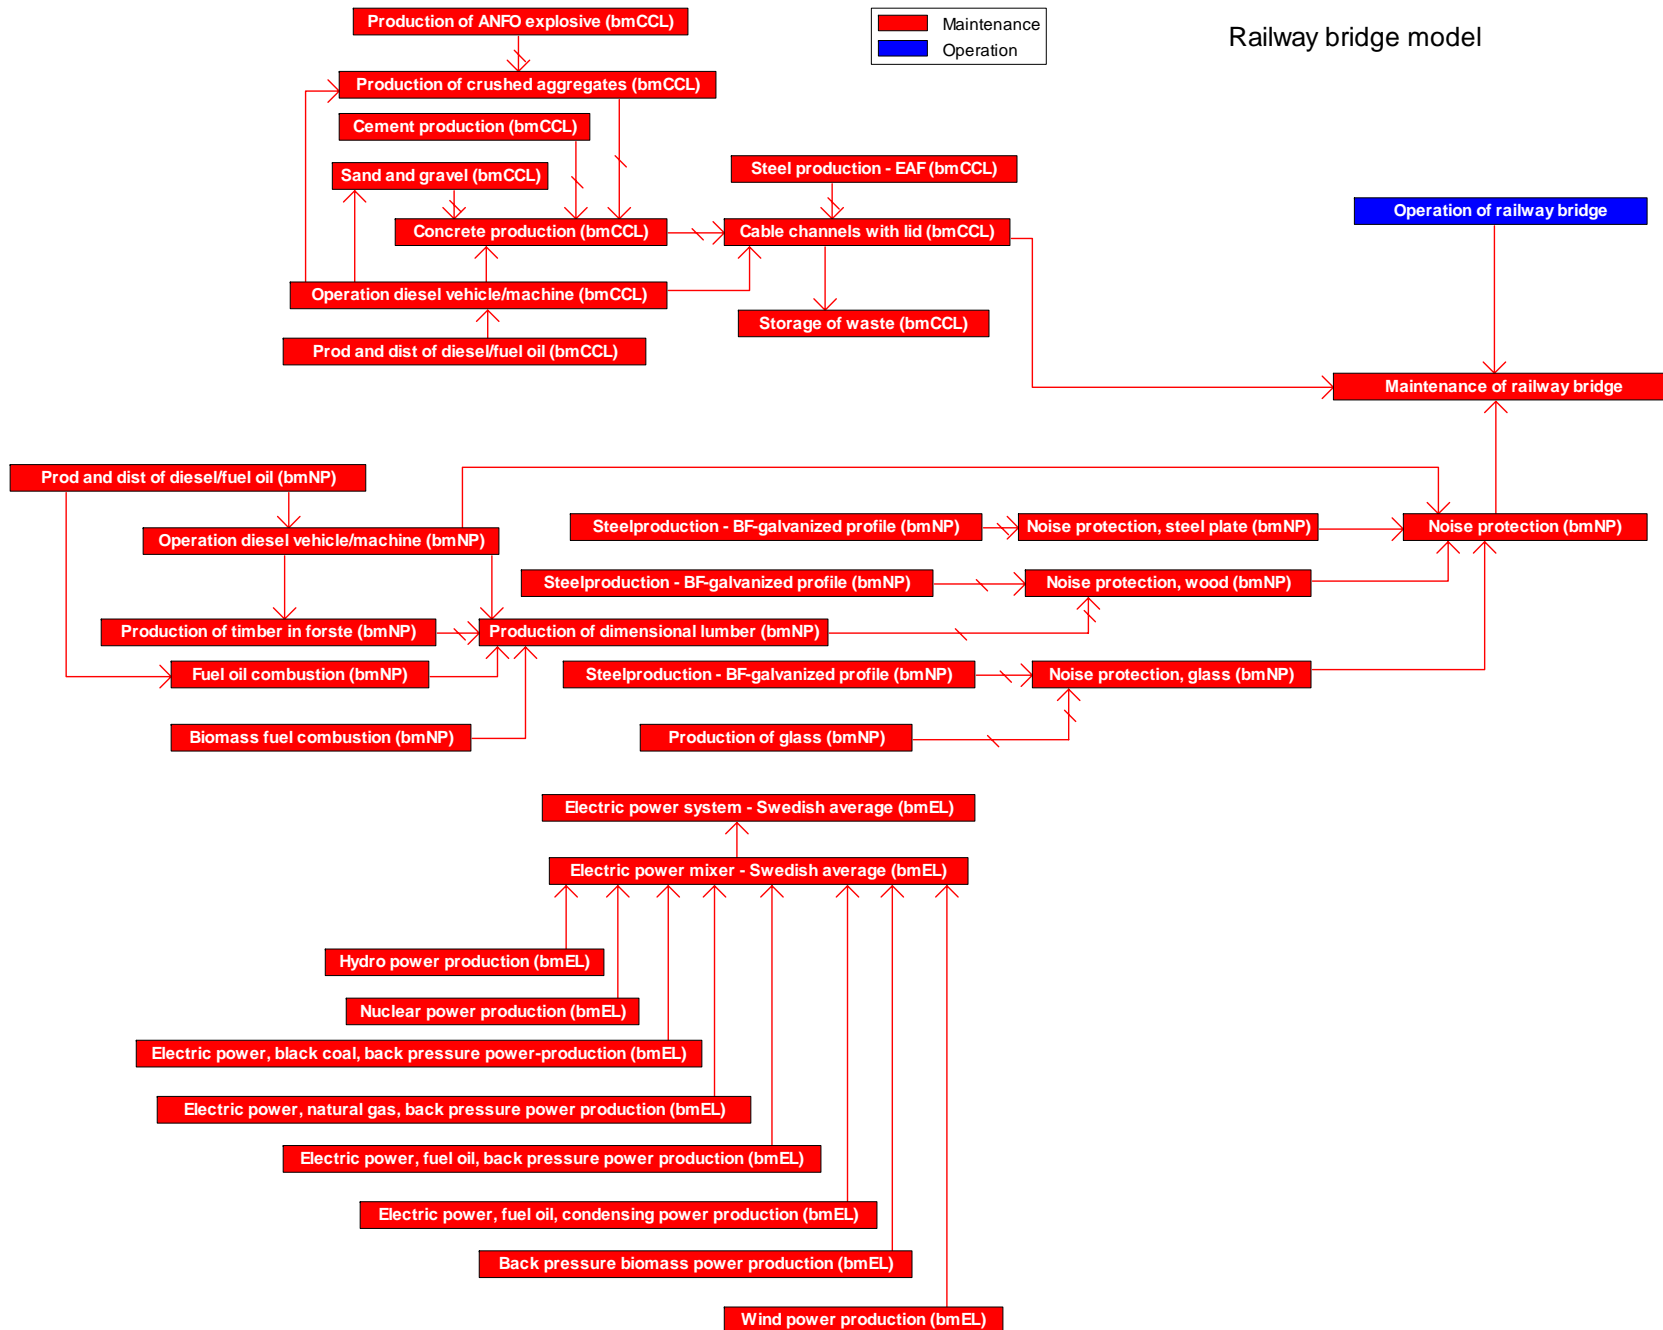 Production of ANFO explosive (bmCCL)
Maintenance
Operation
Railway bridge model
Production of crushed aggregates (bmCCL)
Cement production (bmCCL)
Sand and gravel (bmCCL)
Steel production - EAF (bmCCL)
Operation of railway bridge
Concrete production (bmCCL)
Cable channels with lid (bmCCL)
Operation diesel vehicle/machine (bmCCL)
Storage of waste (bmCCL)
Prod and dist of diesel/fuel oil (bmCCL)
Maintenance of railway bridge
Prod and dist of diesel/fuel oil (bmNP)
Operation diesel vehicle/machine (bmNP)
Steelproduction - BF-galvanized profile (bmNP)
Noise protection, steel plate (bmNP)
Noise protection (bmNP)
Steelproduction - BF-galvanized profile (bmNP)
Noise protection, wood (bmNP)
Production of timber in forste (bmNP)
Production of dimensional lumber (bmNP)
Fuel oil combustion (bmNP)
Steelproduction - BF-galvanized profile (bmNP)
Noise protection, glass (bmNP)
Biomass fuel combustion (bmNP)
Production of glass (bmNP)
Electric power system - Swedish average (bmEL)
Electric power mixer - Swedish average (bmEL)
Hydro power production (bmEL)
Nuclear power production (bmEL)
Electric power, black coal, back pressure power-production (bmEL)
Electric power, natural gas, back pressure power production (bmEL)
Electric power, fuel oil, back pressure power production (bmEL)
Electric power, fuel oil, condensing power production (bmEL)
Back pressure biomass power production (bmEL)
Wind power production (bmEL)